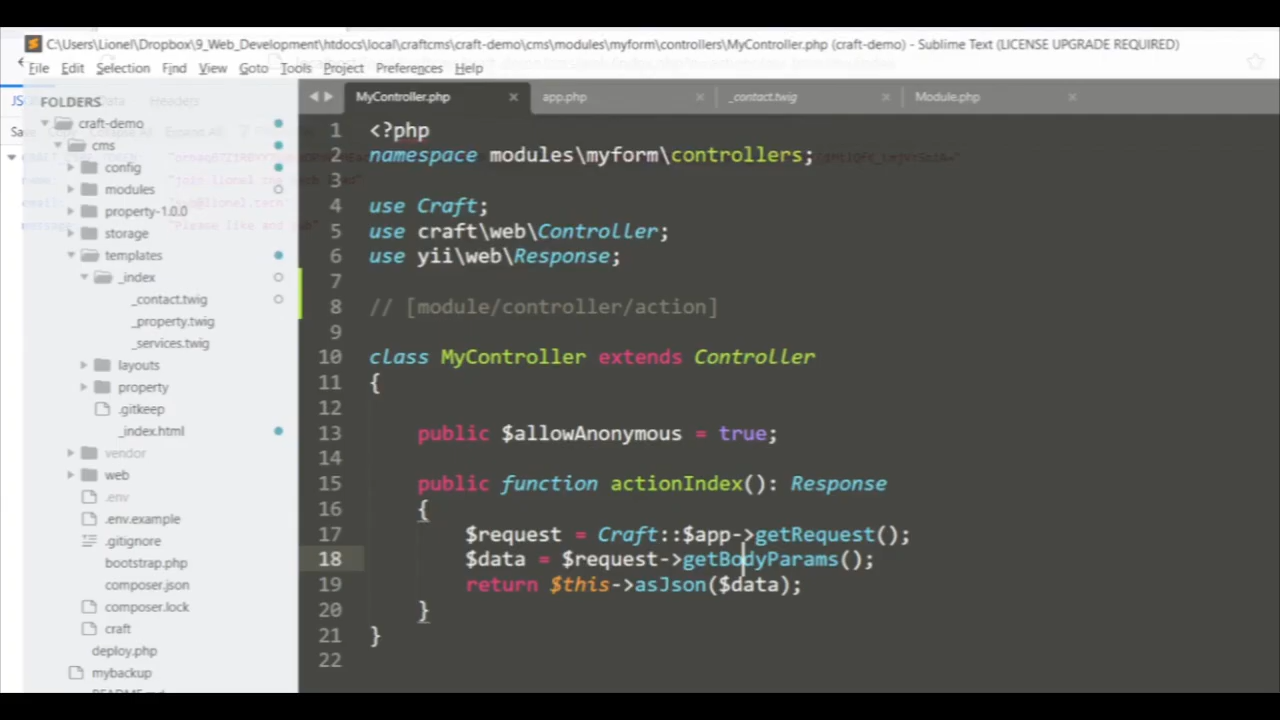 C:\Users\Lionel\Dropbox\9_Web_Development\htdocs\local\craftcms\craft-demo\cms\modules\myform\controllers\MyController.php (craft-demo) - Sublime Text (LICENSE UPGRADE REQUIRED)
File Edit Selection Find View Goto Tools Project Preferences Help
MyController.php app.php _contact.twig Module.php
FOLDERS
craft-demo
cms
config
modules
property-1.0.0
storage
templates
_index
_contact.twig
_property.twig
_services.twig
layouts
property
.gitkeep
_index.html
vendor
web
.env
.env.example
.gitignore
bootstrap.php
composer.json
composer.lock
craft
deploy.php
mybackup
1 <?php
2 namespace modules\myform\controllers;
3
4 use Craft;
5 use craft\web\Controller;
6 use yii\web\Response;
7
8 // [module/controller/action]
9
10 class MyController extends Controller
11 {
12
13 public $allowAnonymous = true;
14
15 public function actionIndex(): Response
16 {
17 $request = Craft::$app->getRequest();
18 $data = $request->getBodyParams();
19 return $this->asJson($data);
20 }
21 }
22